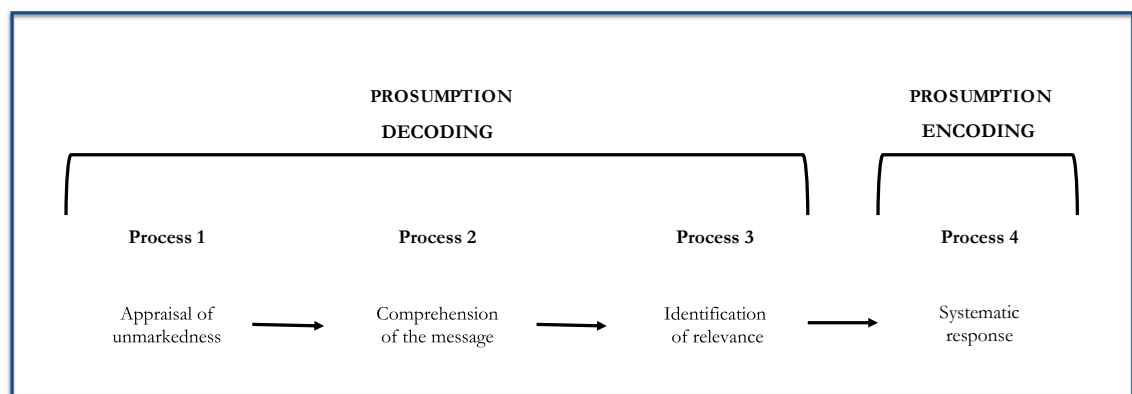 PROSUMPTION
DECODING
PROSUMPTION
ENCODING
Process 1
Process 2
Process 3
Process 4
Appraisal of
unmarkedness
Comprehension
of the message
Identification
of relevance
Systematic
response